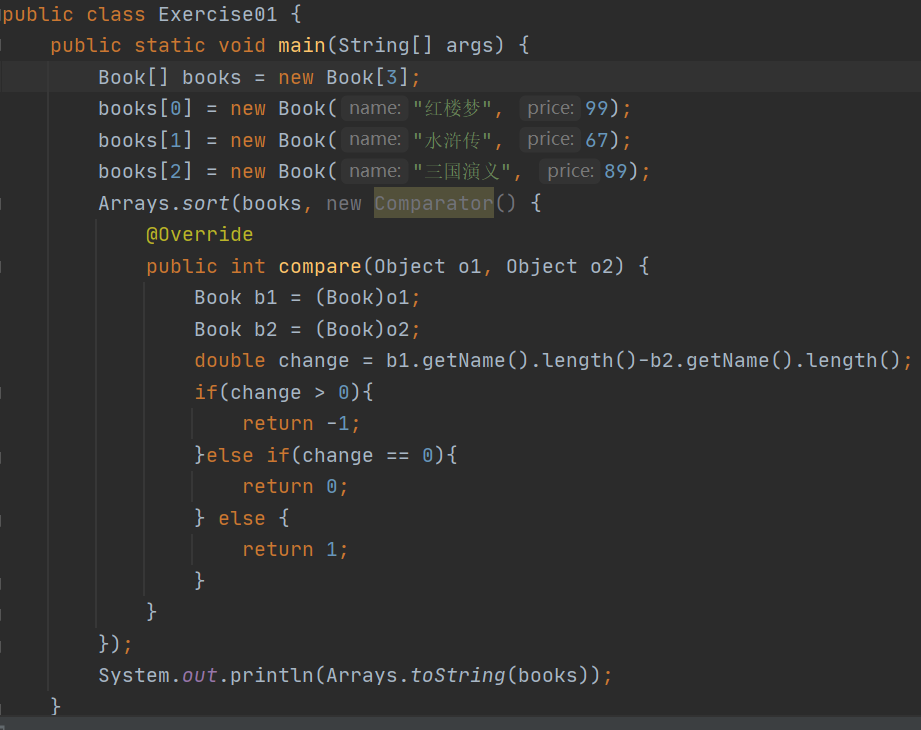 public class Exercise01 {
    public static void main(String[] args) {
        Book[] books = new Book[3];
        books[0] = new Book( name: "红楼梦", price: 99);
        books[1] = new Book( name: "水浒传", price: 67);
        books[2] = new Book( name: "三国演义", price: 89);
        Arrays.sort(books, new Comparator() {
            @Override
            public int compare(Object o1, Object o2) {
                Book b1 = (Book)o1;
                Book b2 = (Book)o2;
                double change = b1.getName().length()-b2.getName().length();
                if(change > 0){
                    return -1;
                }else if(change == 0){
                    return 0;
                } else {
                    return 1;
                }
            }
        });
        System.out.println(Arrays.toString(books));
    }